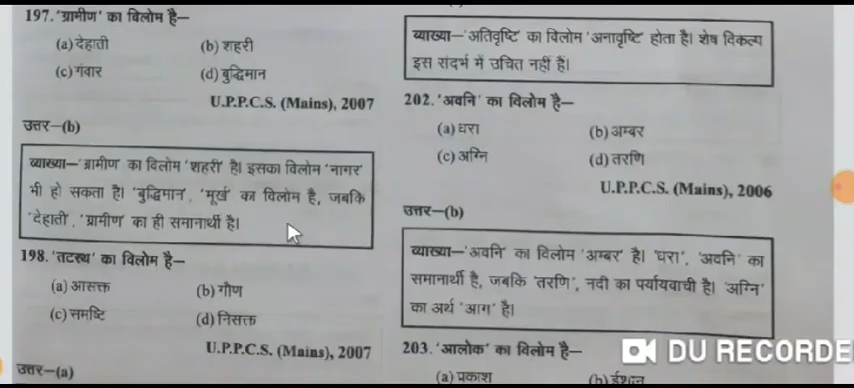 197. 'ग्रामीण' का विलोम है—
(a) देहाती (b) शहरी
(c) गंवार (d) बुद्धिमान
U.P.P.C.S. (Mains), 2007
उत्तर—(b)
व्याख्या—'ग्रामीण' का विलोम 'शहरी' है। इसका विलोम 'नागर'
भी हो सकता है। 'बुद्धिमान', 'मूर्ख' का विलोम है, जबकि
'देहाती', 'ग्रामीण' का ही समानार्थी है।
198. 'तटस्थ' का विलोम है—
(a) आसक्त (b) गौण
(c) समष्टि (d) निसक्त
U.P.P.C.S. (Mains), 2007
उत्तर—(a)
व्याख्या—'अतिवृष्टि' का विलोम 'अनावृष्टि' होता है। शेष विकल्प
इस संदर्भ में उचित नहीं हैं।
202. 'अवनि' का विलोम है—
(a) धरा (b) अम्बर
(c) अग्नि (d) तरणि
U.P.P.C.S. (Mains), 2006
उत्तर—(b)
व्याख्या—'अवनि' का विलोम 'अम्बर' है। 'धरा', 'अवनि' का
समानार्थी है, जबकि 'तरणि', नदी का पर्यायवाची है। 'अग्नि'
का अर्थ 'आग' है।
203. 'आलोक' का विलोम है—
(a) प्रकाश (b)
DU RECORDE